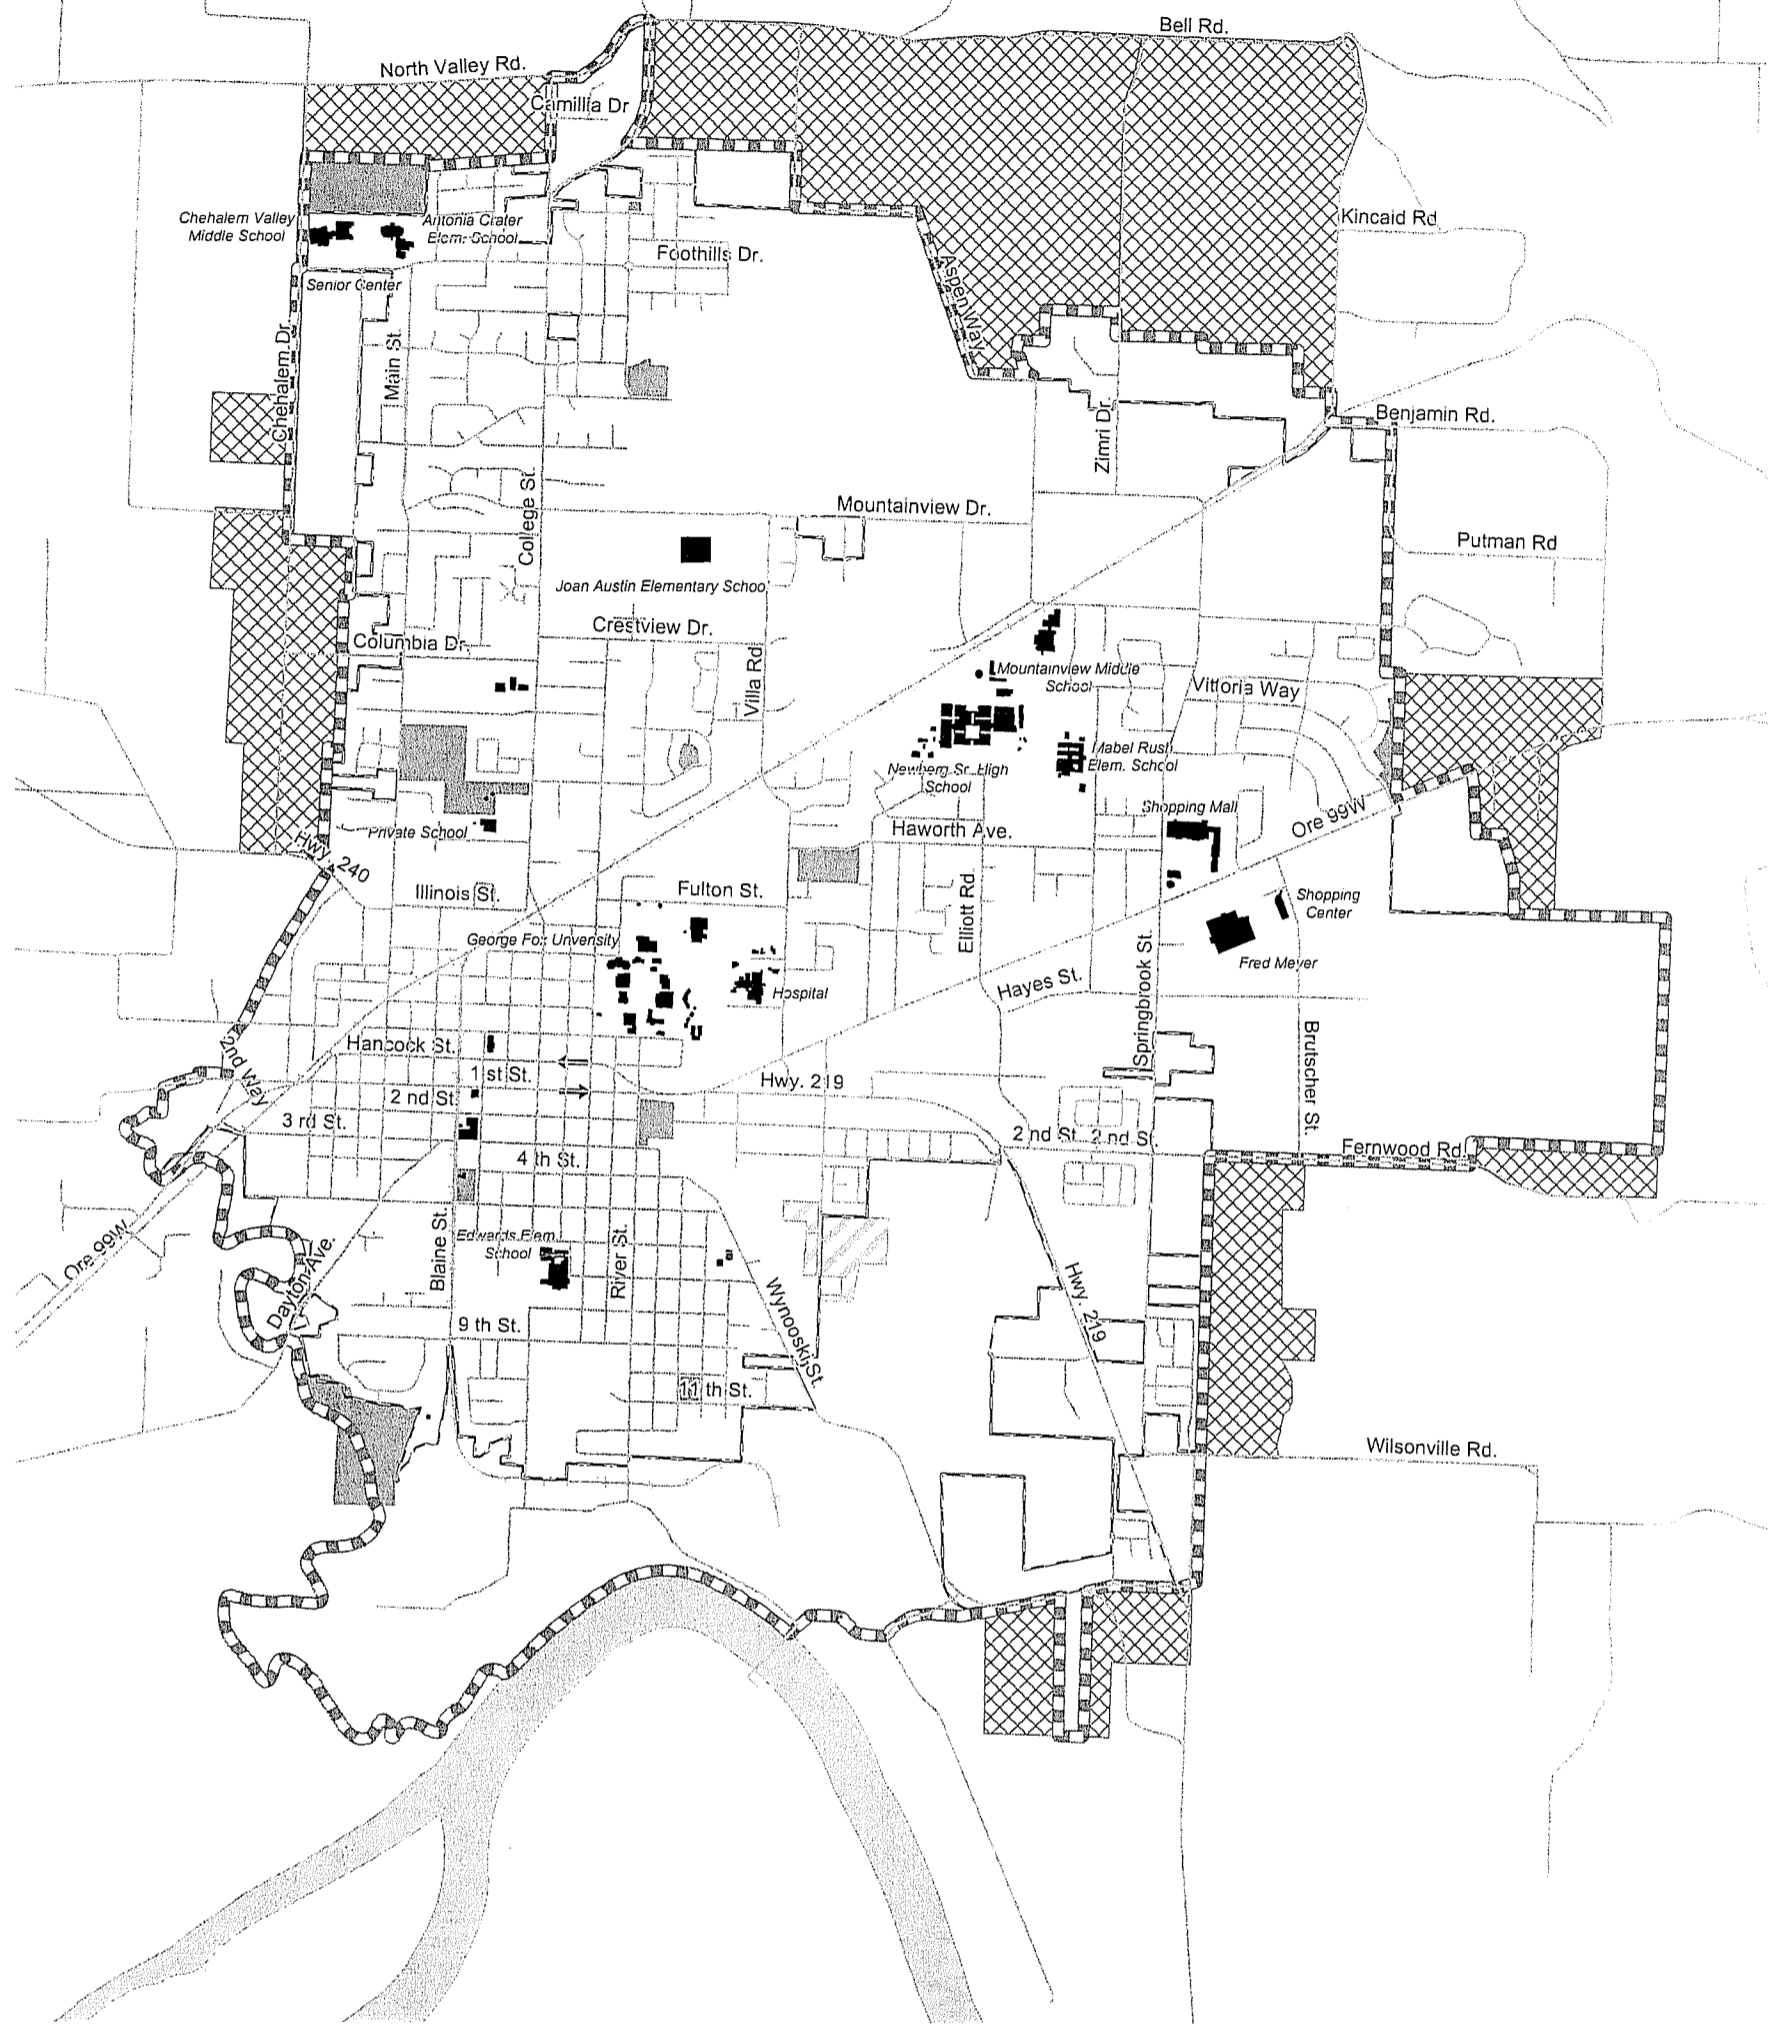 Bell Rd.
North Valley Rd.
Camillia Dr
Chehalem Valley
Middle School
Antonia Crater
Elem. School
Kincaid Rd
Foothills Dr.
Senior Center
Aspen Way
Chehalem Dr.
Main St.
Benjamin Rd.
Zimri Dr.
College St.
Mountainview Dr.
Putman Rd
Joan Austin Elementary Schoo
Crestview Dr.
Columbia Dr.
Villa Rd
Mountainview Middle
School
Vittoria Way
Mabel Rush
Elem. School
Newberg Sr. High
School
Shopping Mall
Ore 99W
Private School
Haworth Ave.
Hwy. 240
Illinois St.
Fulton St.
Elliott Rd.
Shopping
Center
George Fox Unversity
Fred Meyer
Hospital
Hayes St.
Springbrook St.
Hancock St.
2nd Way
1 st St.
Hwy. 219
Brutscher St.
2 nd St.
3 rd St.
2 nd St.
2 nd St.
Fernwood Rd.
4 th St.
Ore 99W
Dayton Ave.
Blaine St.
Edwards Elem.
School
River St.
Wynooski St.
Hwy. 219
9 th St.
11 th St.
Wilsonville Rd.